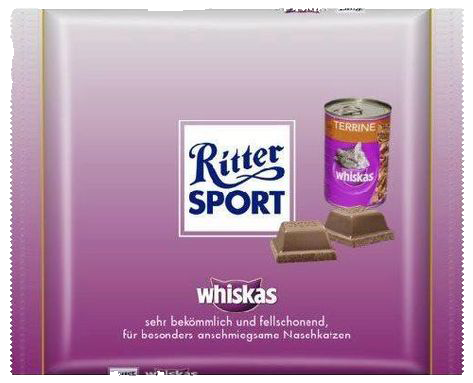 TERRINE
whiskas
Ritter
SPORT
whiskas
sehr bekömmlich und fellschonend,
für besonders anschmiegsame Naschkatzen